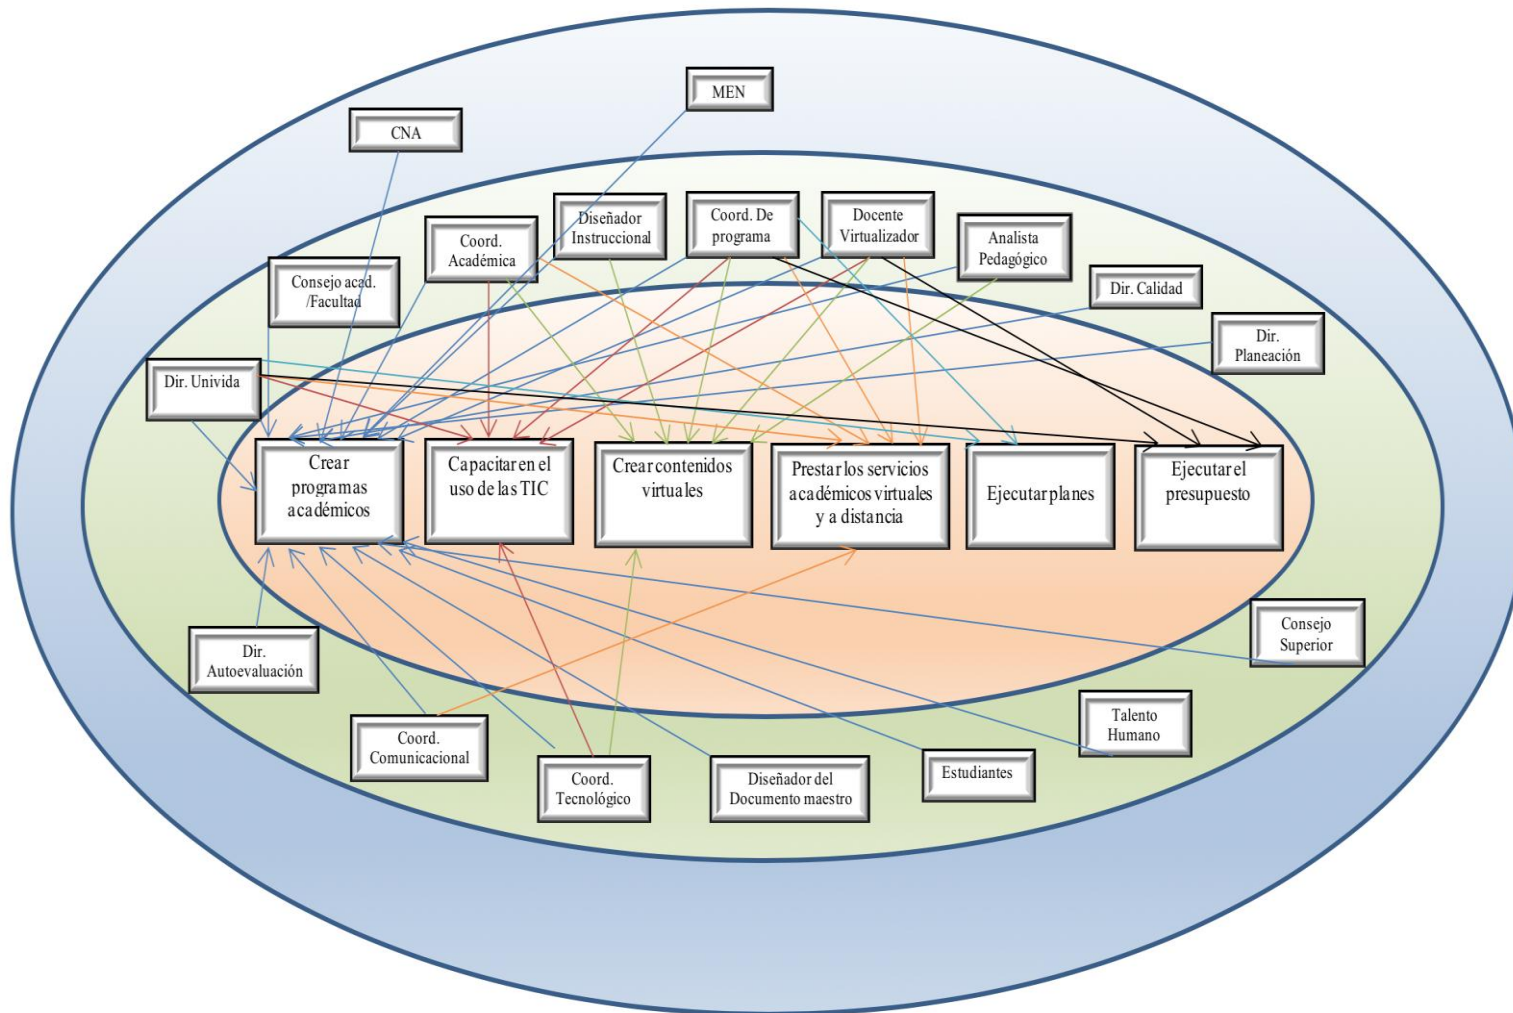 MEN
CNA
Diseñador
Instruccional
Coord. De
programa
Docente
Virtualizador
Coord.
Académica
Analista
Pedagógico
Consejo acad.
/Facultad
Dir. Calidad
Dir.
Planeación
Dir. Univida
Crear
programas
académicos
Capacitar en el
uso de las TIC
Crear contenidos
virtuales
Prestar los servicios
académicos virtuales
y a distancia
Ejecutar planes
Ejecutar el
presupuesto
Dir.
Autoevaluación
Consejo
Superior
Talento
Humano
Coord.
Comunicacional
Coord.
Tecnológico
Diseñador del
Documento maestro
Estudiantes